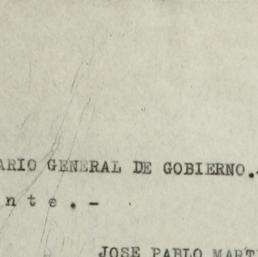 ARIO GENERAL DE GOBIERNO.-
n t e . -
JOSE PABLO MART